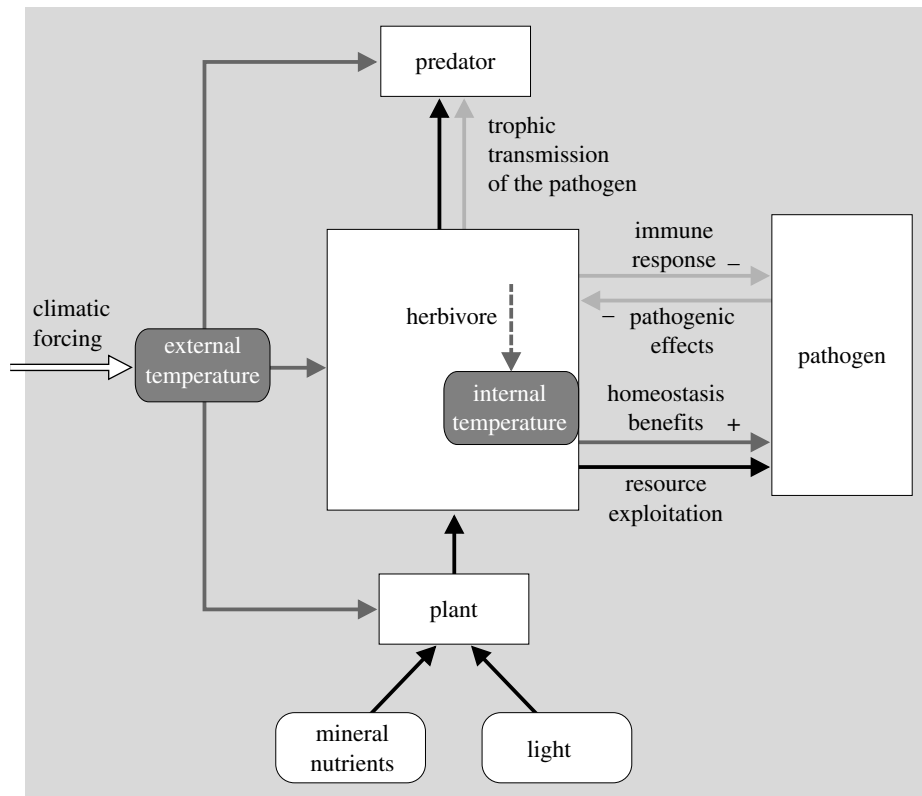 predator
trophic
transmission
of the pathogen
immune
response –
climatic
forcing
external
temperature
herbivore
– pathogenic
effects
pathogen
internal
temperature
homeostasis
benefits +
resource
exploitation
plant
mineral
nutrients
light